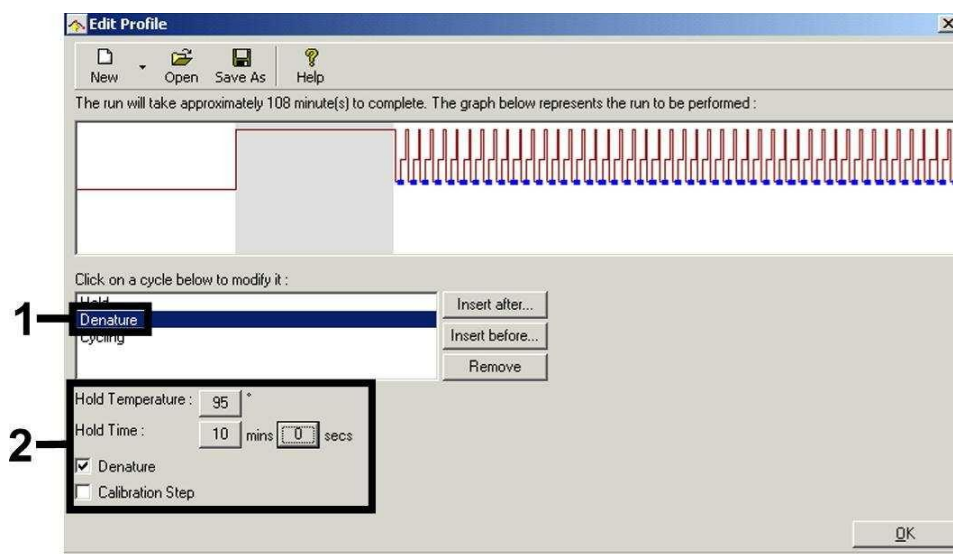 Edit Profile
New Open Save As Help
The run will take approximately 108 minute(s) to complete. The graph below represents the run to be performed :
Click on a cycle below to modify it :
Hold
Insert after...
1
Denature
Cycling
Insert before...
Remove
Hold Temperature : 95 °
2
Hold Time : 10 mins 0 secs
Denature
Calibration Step
OK